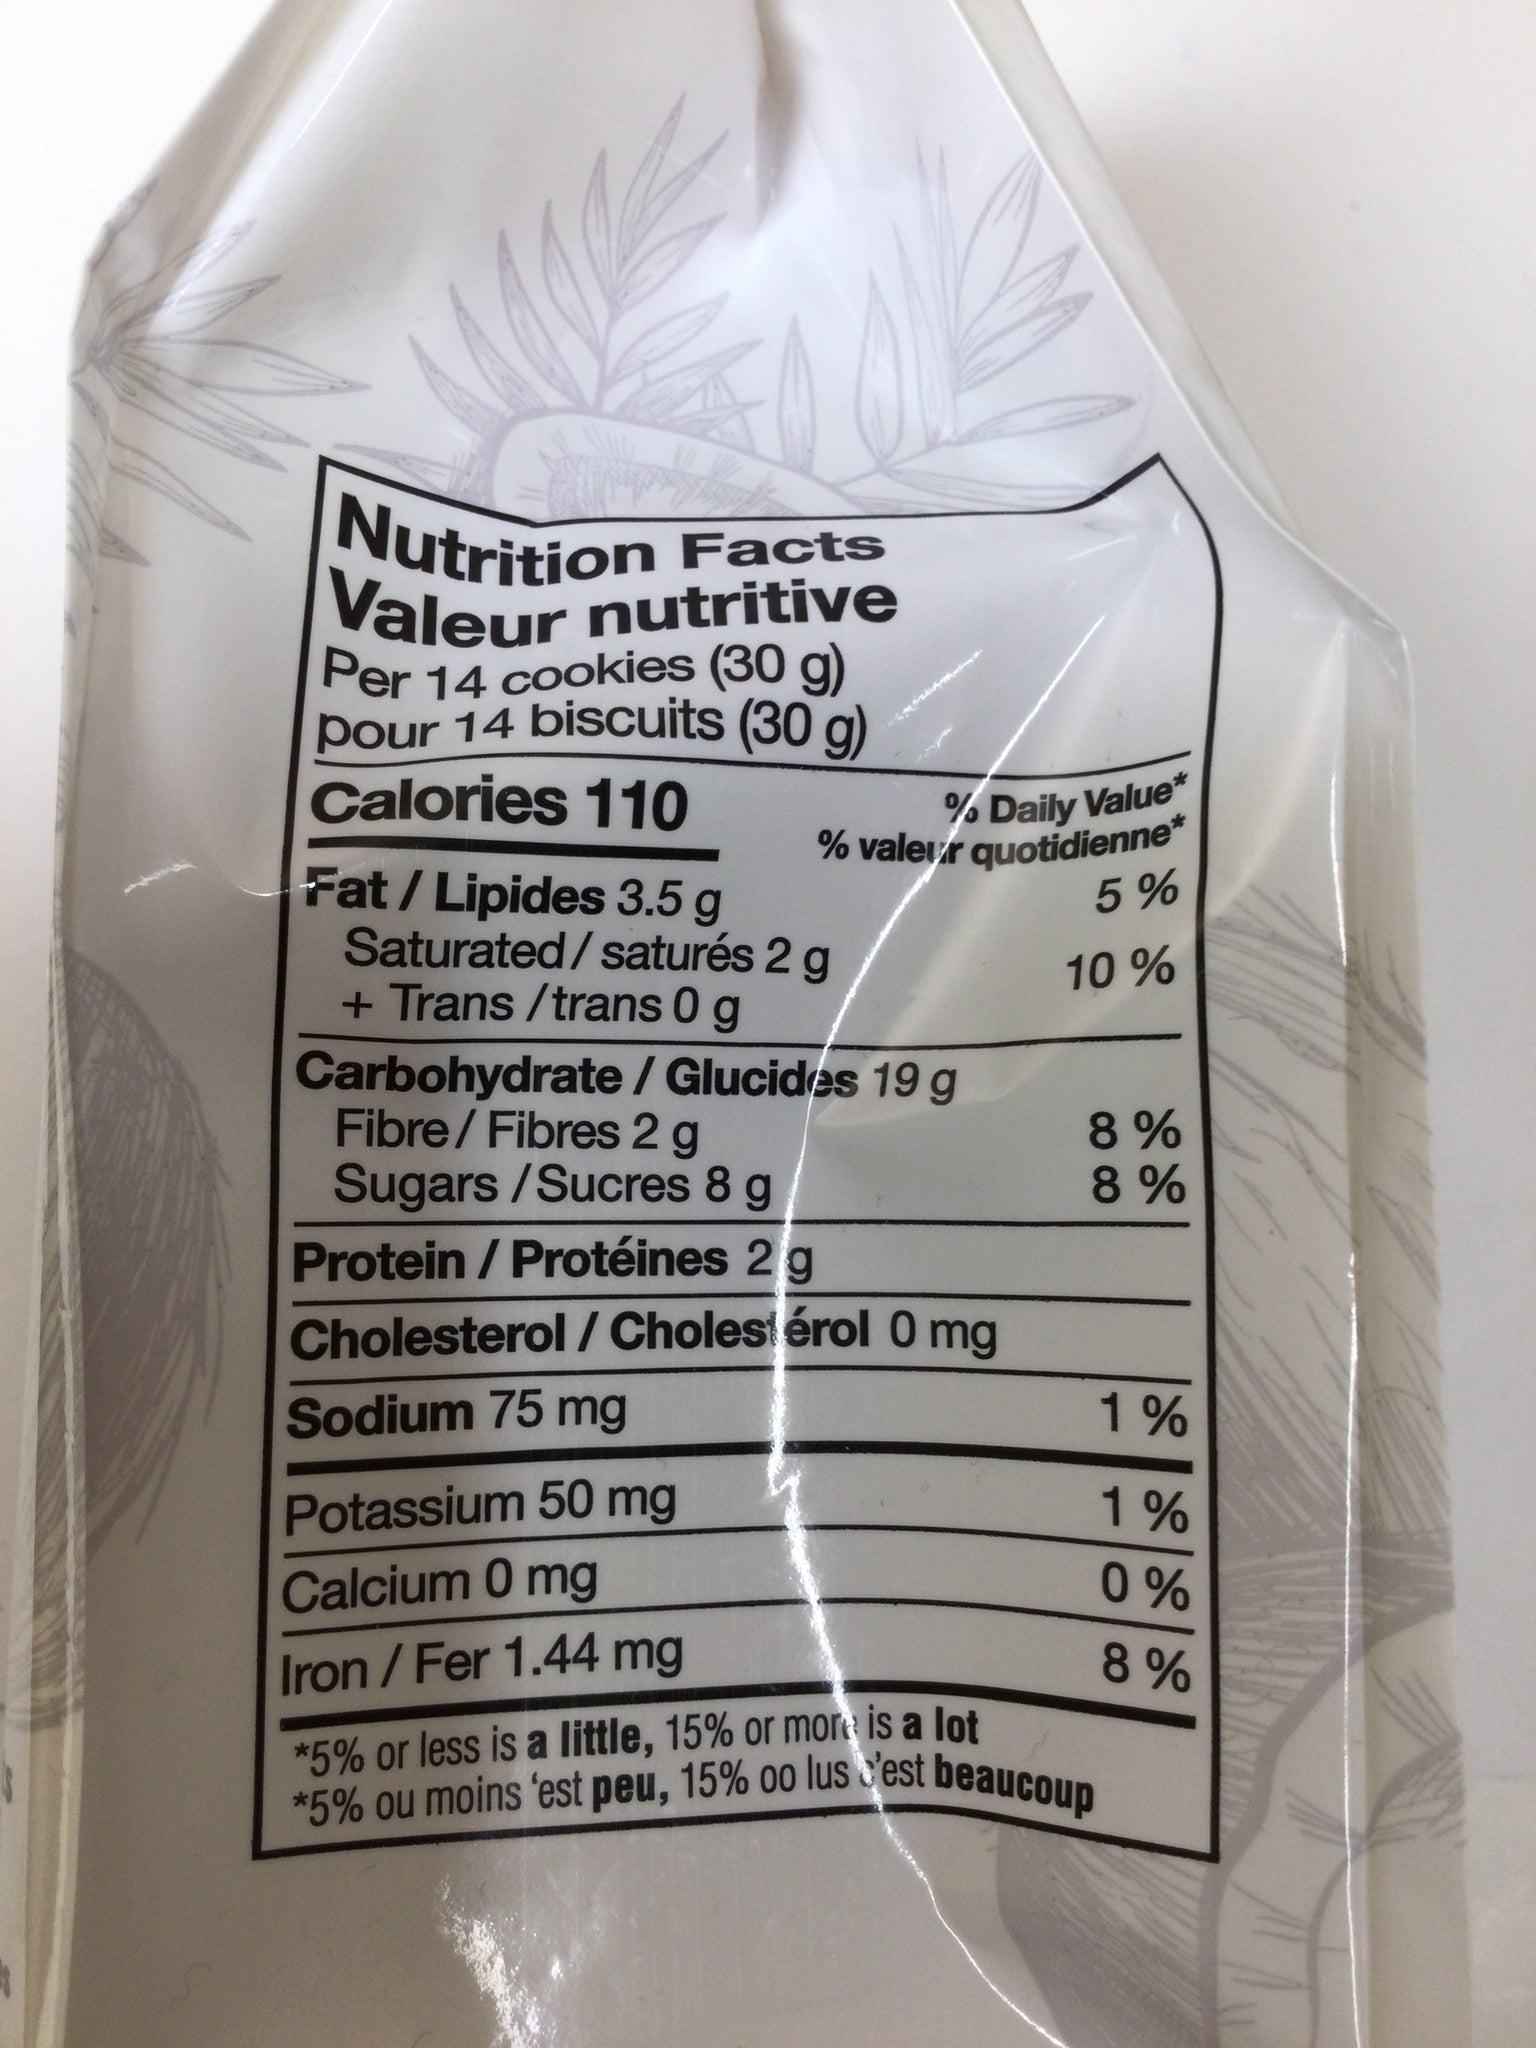 Nutrition Facts
Valeur nutritive
Per 14 cookies (30 g)
pour 14 biscuits (30 g)
Calories 110
% Daily Value*
% valeur quotidienne*
Fat / Lipides 3.5 g 5 %
Saturated / saturés 2 g 10 %
+ Trans / trans 0 g
Carbohydrate / Glucides 19 g
Fibre / Fibres 2 g 8 %
Sugars / Sucres 8 g 8 %
Protein / Protéines 2 g
Cholesterol / Cholestérol 0 mg
Sodium 75 mg 1 %
Potassium 50 mg 1 %
Calcium 0 mg 0 %
Iron / Fer 1.44 mg 8 %
*5% or less is a little, 15% or more is a lot
*5% ou moins 'est peu, 15% oo lus c'est beaucoup